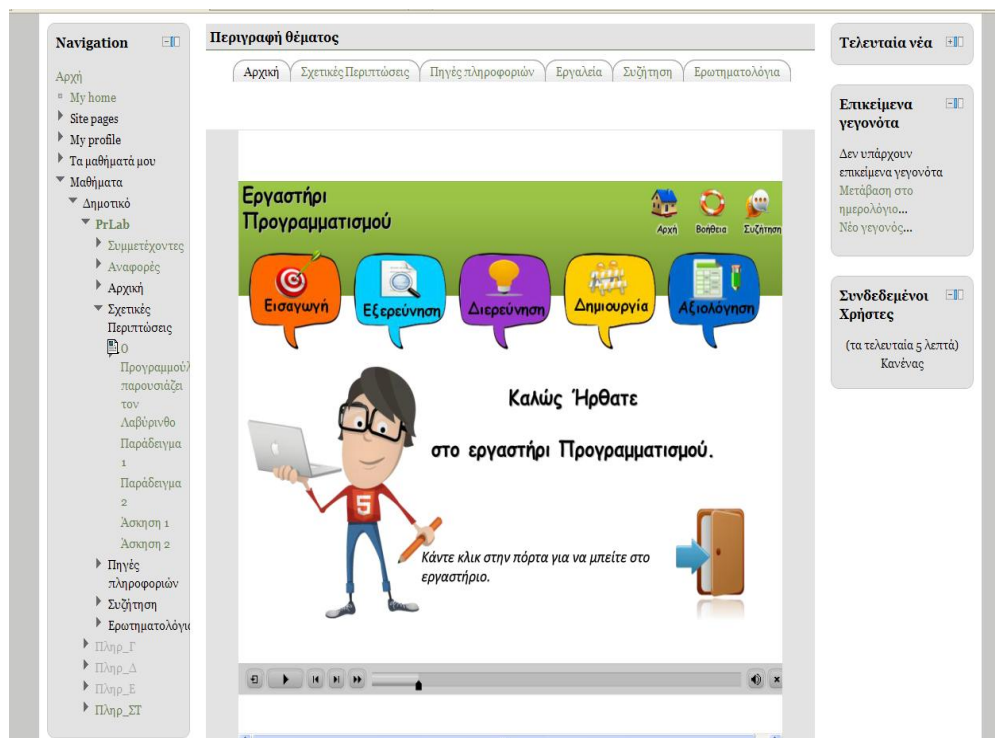 Navigation
Αρχή
My home
Site pages
My profile
Τα μαθήματά μου
Μαθήματα
Δημοτικό
PrLab
Συμμετέχοντες
Αναφορές
Αρχική
Σχετικές
Περιπτώσεις
Ο
Προγραμμούλ
παρουσιάζει
τον
Λαβύρινθο
Παράδειγμα
1
Παράδειγμα
2
Άσκηση 1
Άσκηση 2
Πηγές
πληροφοριών
Συζήτηση
Ερωτηματολόγια
Πληρ_Γ
Πληρ_Δ
Πληρ_Ε
Πληρ_ΣΤ
Περιγραφή θέματος
Αρχική Σχετικές Περιπτώσεις Πηγές πληροφοριών Εργαλεία Συζήτηση Ερωτηματολόγια
Εργαστήρι
Προγραμματισμού
Αρχή Βοήθεια Συζήτηση
Εισαγωγή Εξερεύνηση Διερεύνηση Δημιουργία Αξιολόγηση
Καλώς Ήρθατε
στο εργαστήρι Προγραμματισμού.
5
Κάντε κλικ στην πόρτα για να μπείτε στο
εργαστήριο.
Τελευταία νέα
Επικείμενα
γεγονότα
Δεν υπάρχουν
επικείμενα γεγονότα
Μετάβαση στο
ημερολόγιο...
Νέο γεγονός...
Συνδεδεμένοι
Χρήστες
(τα τελευταία 5 λεπτά)
Κανένας